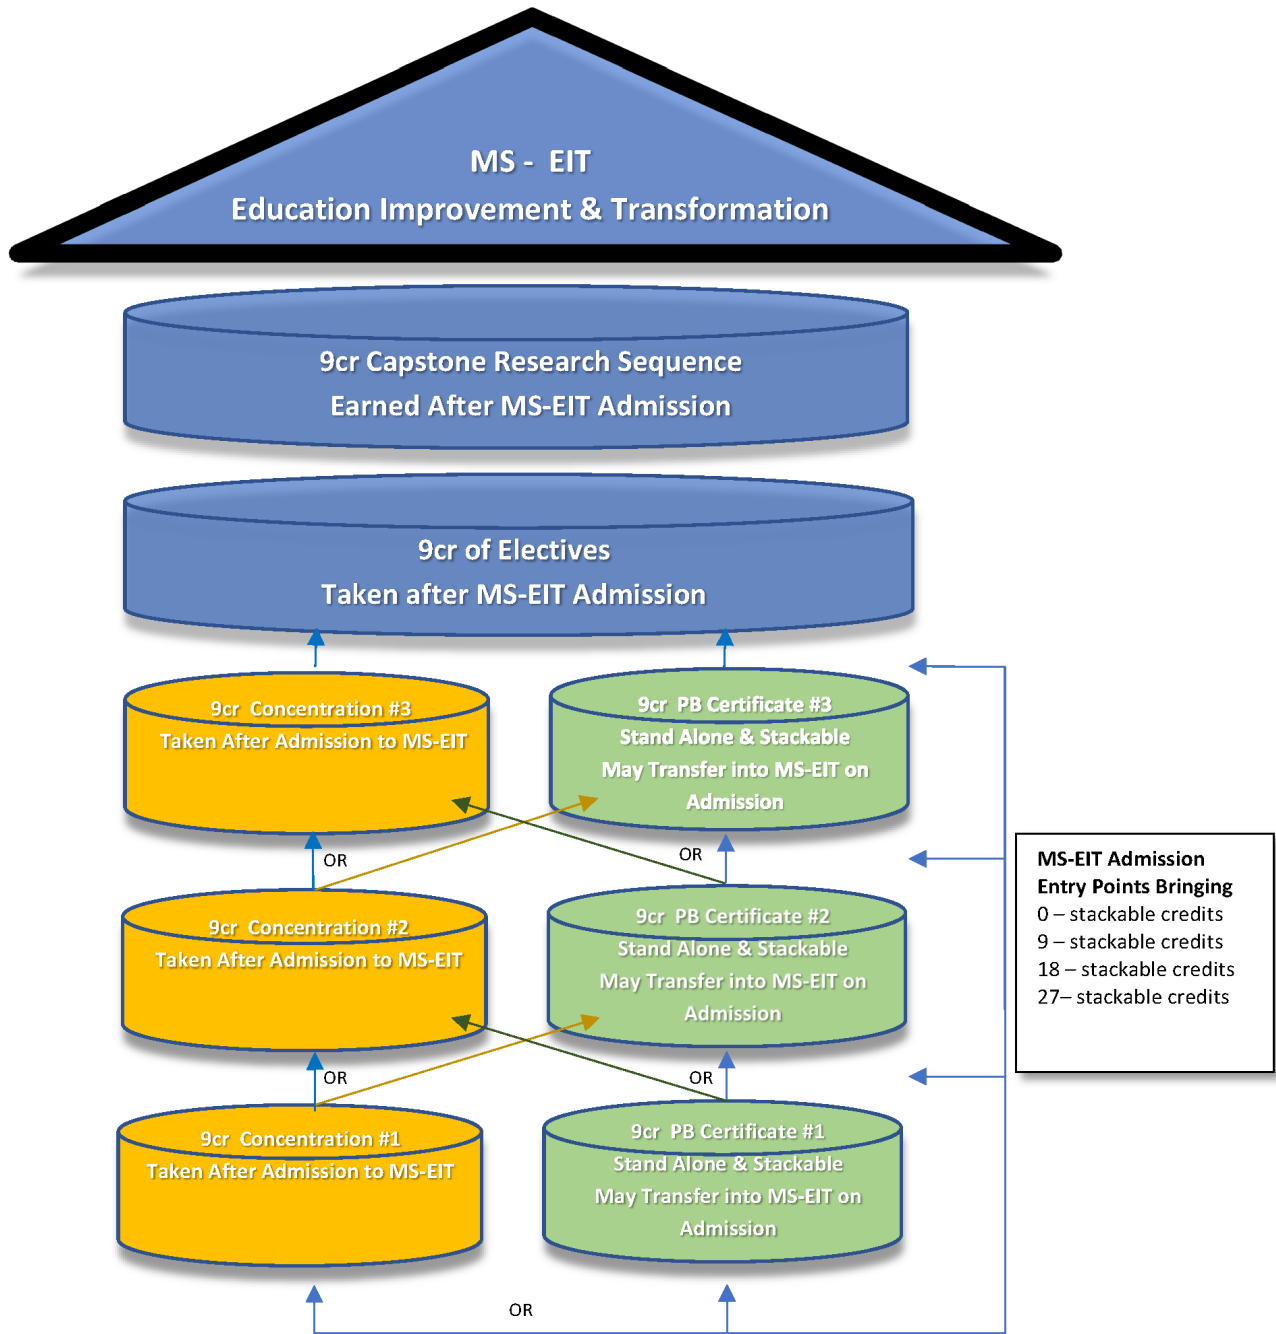 MS - EIT
Education Improvement & Transformation
9cr Capstone Research Sequence
Earned After MS-EIT Admission
9cr of Electives
Taken after MS-EIT Admission
9cr Concentration #3
Taken After Admission to MS-EIT
9cr PB Certificate #3
Stand Alone & Stackable
May Transfer into MS-EIT on
Admission
OR
OR
MS-EIT Admission
Entry Points Bringing
0 – stackable credits
9 – stackable credits
18 – stackable credits
27– stackable credits
9cr Concentration #2
Taken After Admission to MS-EIT
9cr PB Certificate #2
Stand Alone & Stackable
May Transfer into MS-EIT on
Admission
OR
OR
9cr Concentration #1
Taken After Admission to MS-EIT
9cr PB Certificate #1
Stand Alone & Stackable
May Transfer into MS-EIT on
Admission
OR